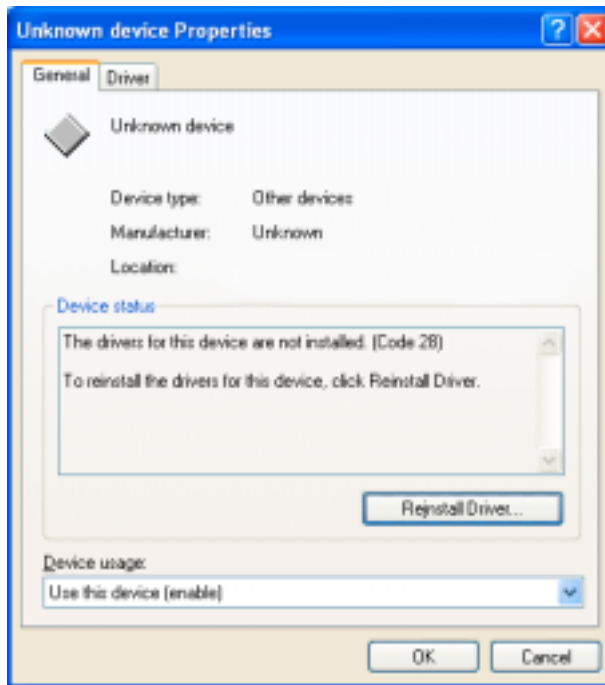 Unknown device Properties
General Driver
Unknown device
Device type: Other devices
Manufacturer: Unknown
Location:
Device status
The drivers for this device are not installed. (Code 28)
To reinstall the drivers for this device, click Reinstall Driver.
Reinstall Driver...
Device usage:
Use this device (enable)
OK Cancel